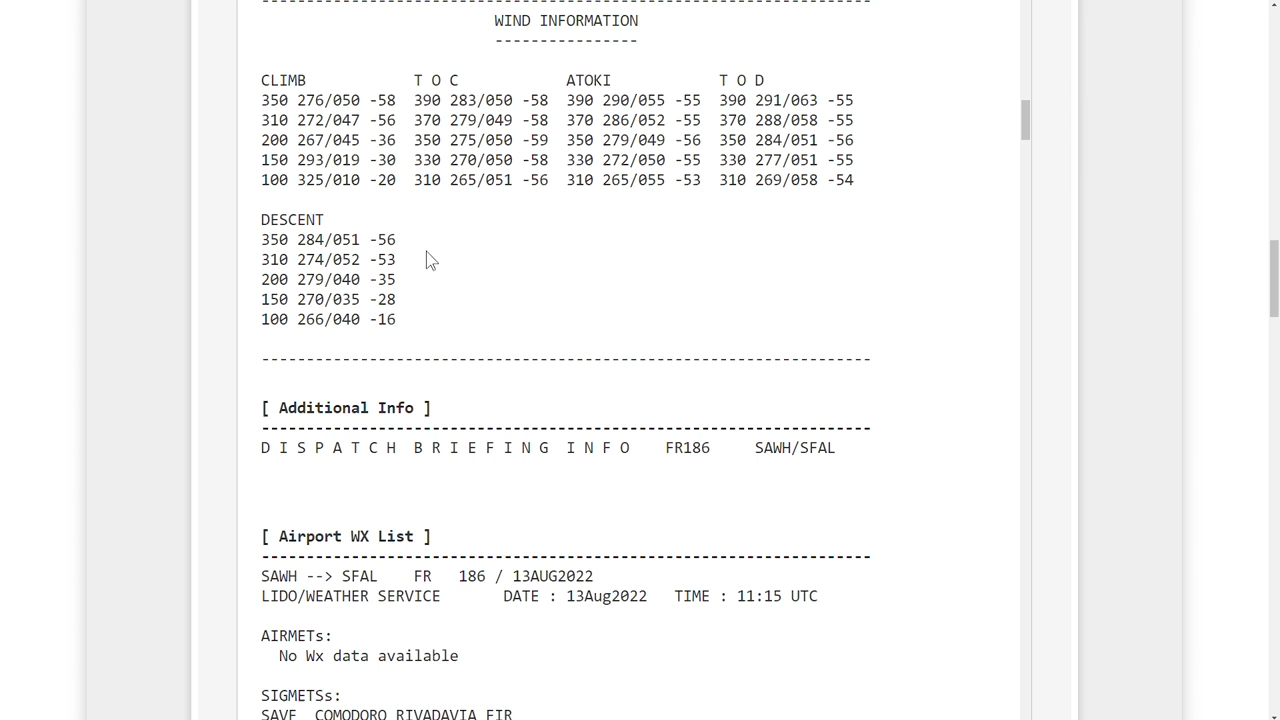 --------------------------------------------------------------------
WIND INFORMATION
----------------
CLIMB            T O C            ATOKI            T O D
350 276/050 -58  390 283/050 -58  390 290/055 -55  390 291/063 -55
310 272/047 -56  370 279/049 -58  370 286/052 -55  370 288/058 -55
200 267/045 -36  350 275/050 -59  350 279/049 -56  350 284/051 -56
150 293/019 -30  330 270/050 -58  330 272/050 -55  330 277/051 -55
100 325/010 -20  310 265/051 -56  310 265/055 -53  310 269/058 -54
DESCENT
350 284/051 -56
310 274/052 -53
200 279/040 -35
150 270/035 -28
100 266/040 -16
--------------------------------------------------------------------
[ Additional Info ]
--------------------------------------------------------------------
D I S P A T C H  B R I E F I N G  I N F O    FR186     SAWH/SFAL
[ Airport WX List ]
--------------------------------------------------------------------
SAWH --> SFAL    FR   186 / 13AUG2022
LIDO/WEATHER SERVICE       DATE : 13Aug2022   TIME : 11:15 UTC
AIRMETs:
  No Wx data available
SIGMETSs:
SAVF  COMODORO RIVADAVIA FIR